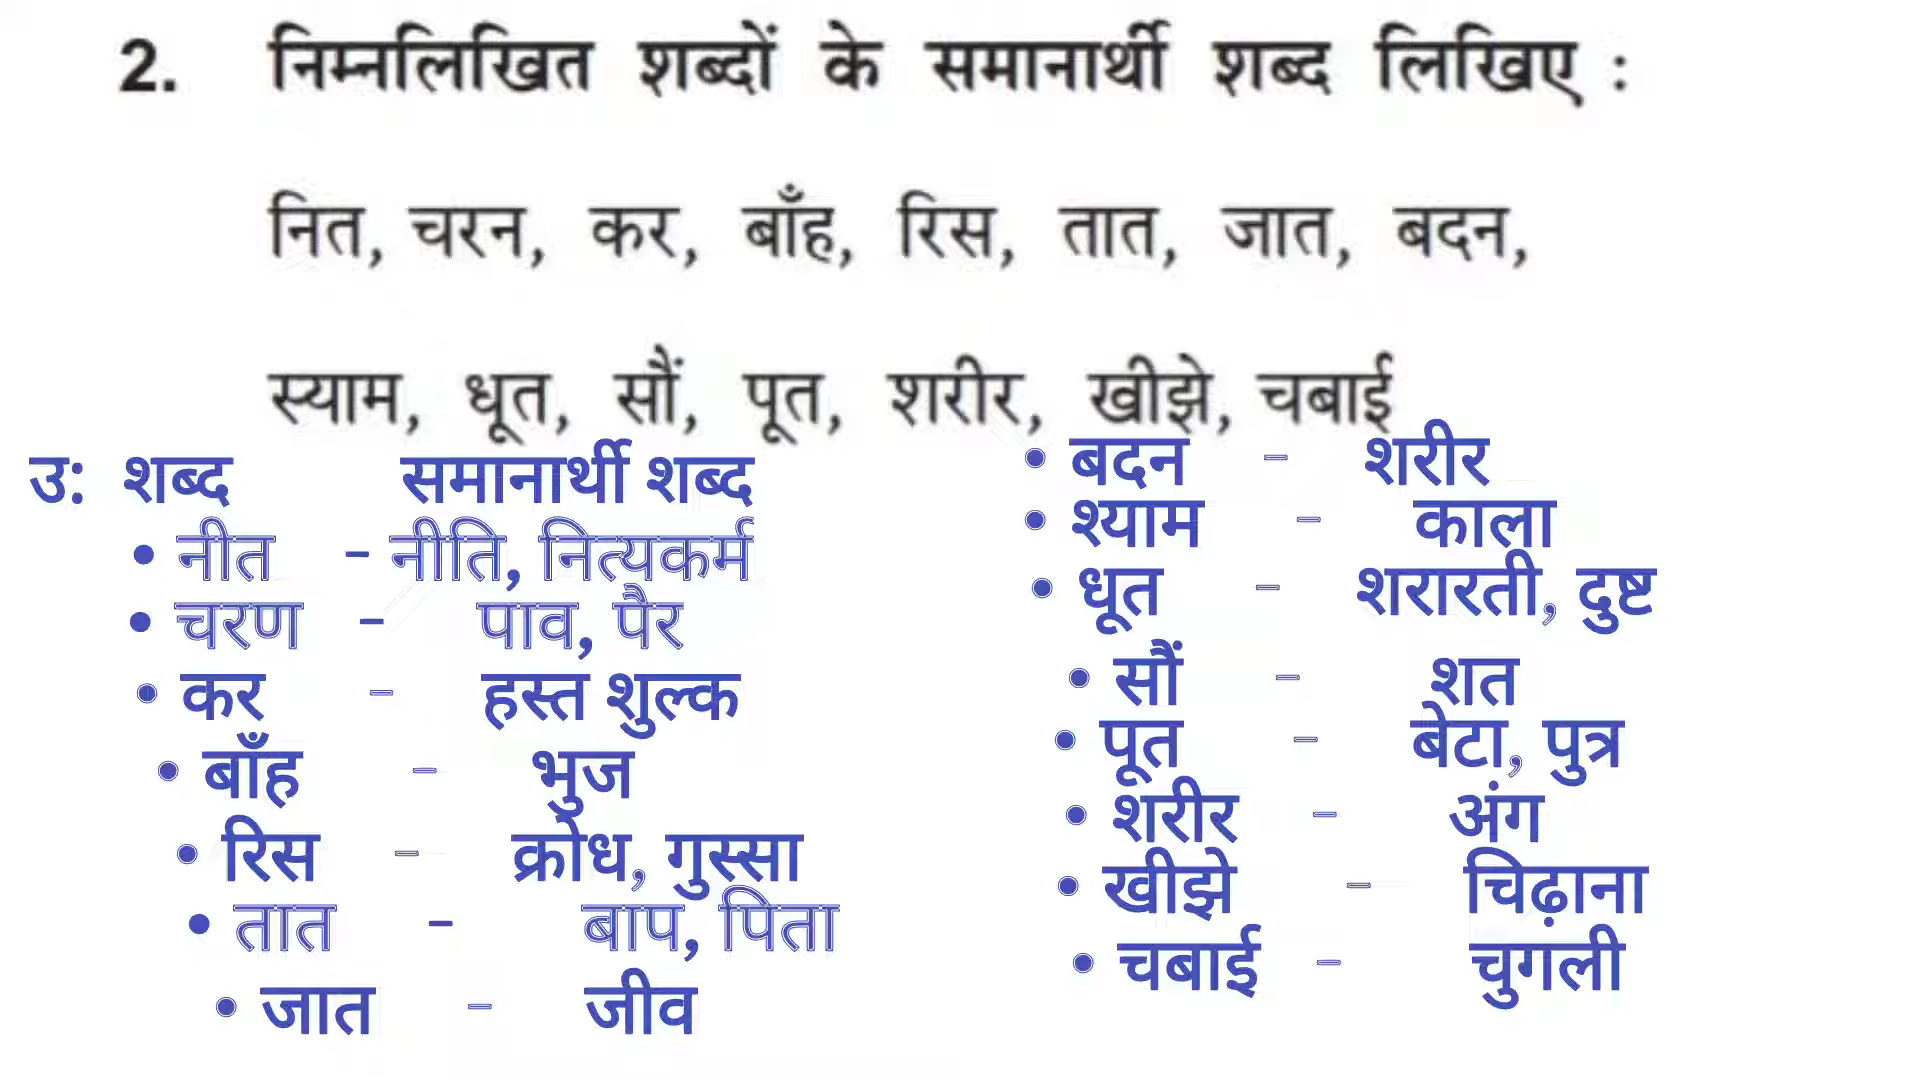 2. निम्नलिखित शब्दों के समानार्थी शब्द लिखिए :
नित, चरन, कर, बाँह, रिस, तात, जात, बदन,
स्याम, धूत, सौं, पूत, शरीर, खीझे, चबाई
उ: शब्द समानार्थी शब्द
• नीत – नीति, नित्यकर्म
• चरण – पाव, पैर
• कर – हस्त शुल्क
• बाँह – भुज
• रिस – क्रोध, गुस्सा
• तात – बाप, पिता
• जात – जीव
• बदन – शरीर
• श्याम – काला
• धूत – शरारती, दुष्ट
• सौं – शत
• पूत – बेटा, पुत्र
• शरीर – अंग
• खीझे – चिढ़ाना
• चबाई – चुगली